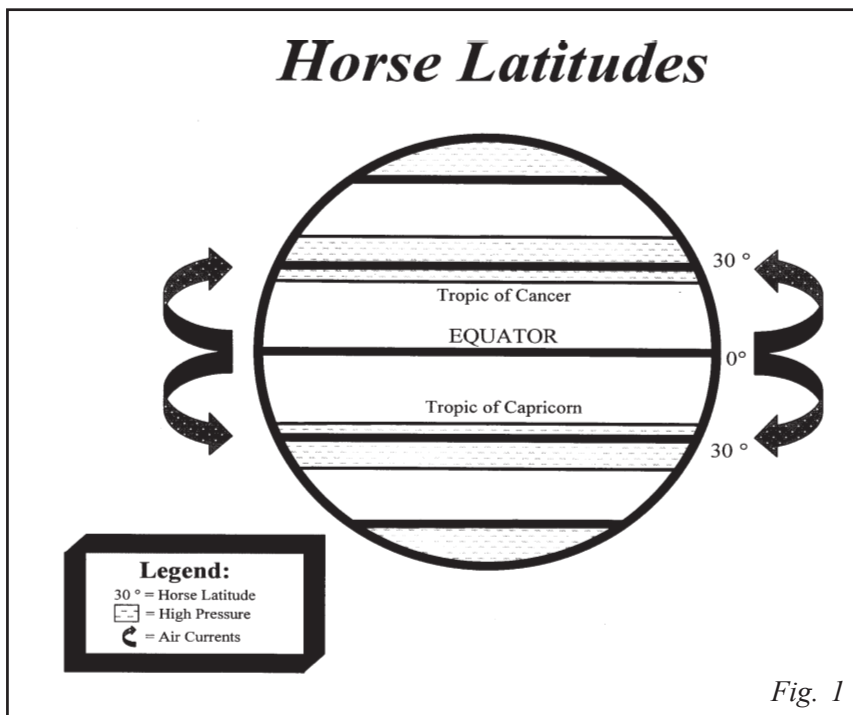 Horse Latitudes
30 °
Tropic of Cancer
EQUATOR
0°
Tropic of Capricorn
30 °
Legend:
30 ° = Horse Latitude
= High Pressure
= Air Currents
Fig. 1